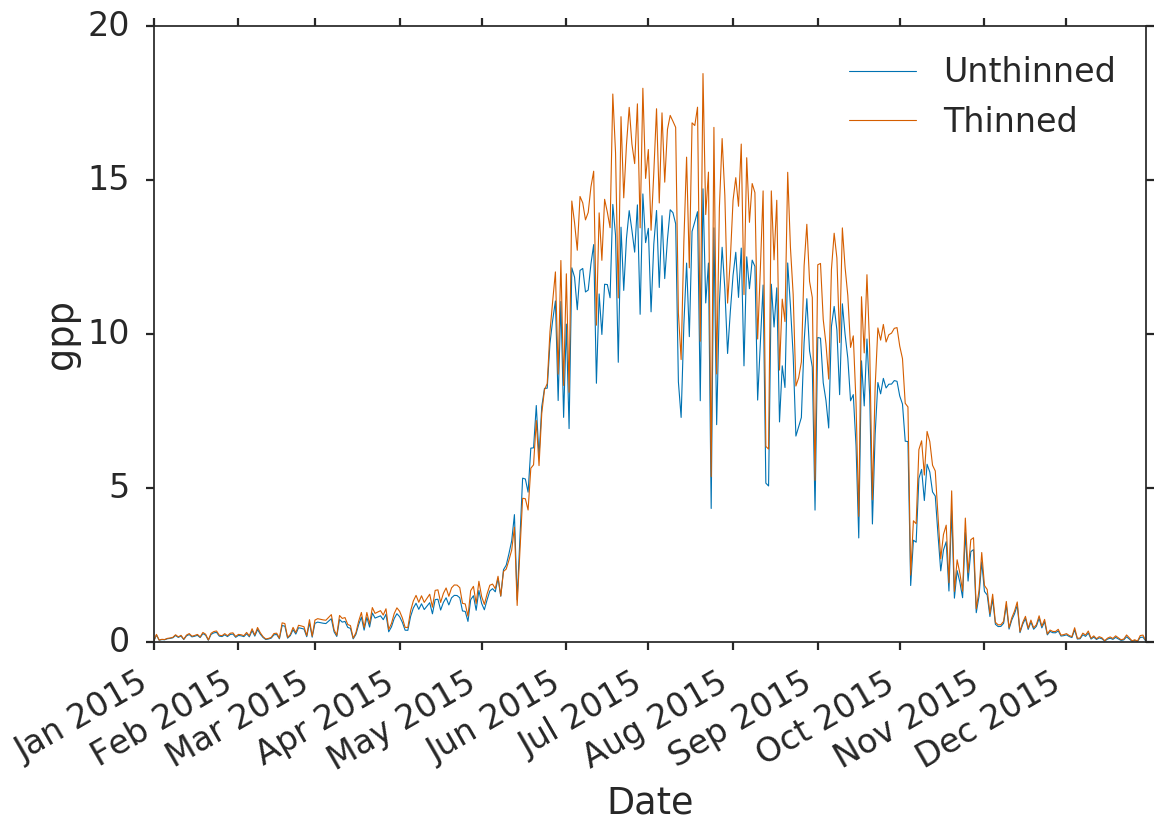 20
15
10
5
0
gpp
Unthinned
Thinned
Jan 2015
Feb 2015
Mar 2015
Apr 2015
May 2015
Jun 2015
Jul 2015
Aug 2015
Sep 2015
Oct 2015
Nov 2015
Dec 2015
Date